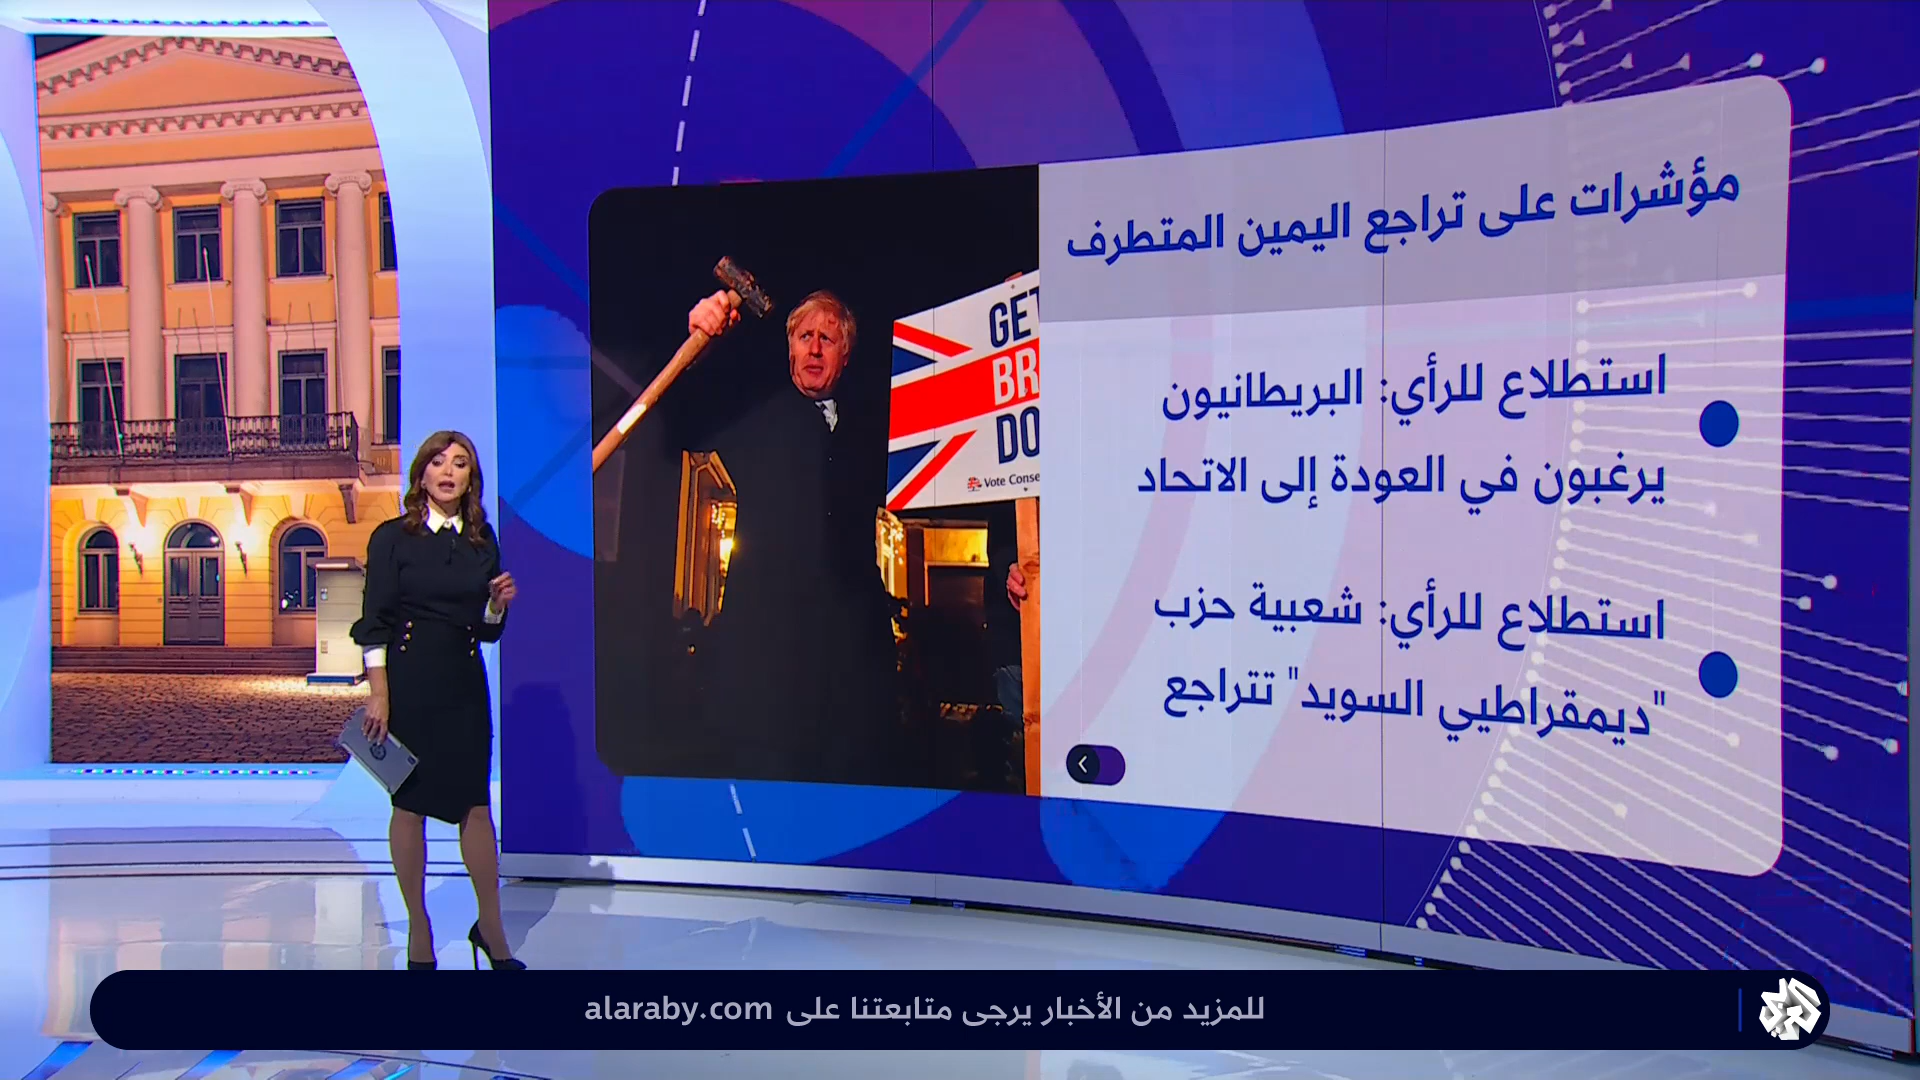 مؤشرات على تراجع اليمين المتطرف
استطلاع للرأي: البريطانيون
يرغبون في العودة إلى الاتحاد
استطلاع للرأي: شعبية حزب
"ديمقراطيي السويد" تتراجع
GET
BR
DO
Vote Conse
للمزيد من الأخبار يرجى متابعتنا على alaraby.com